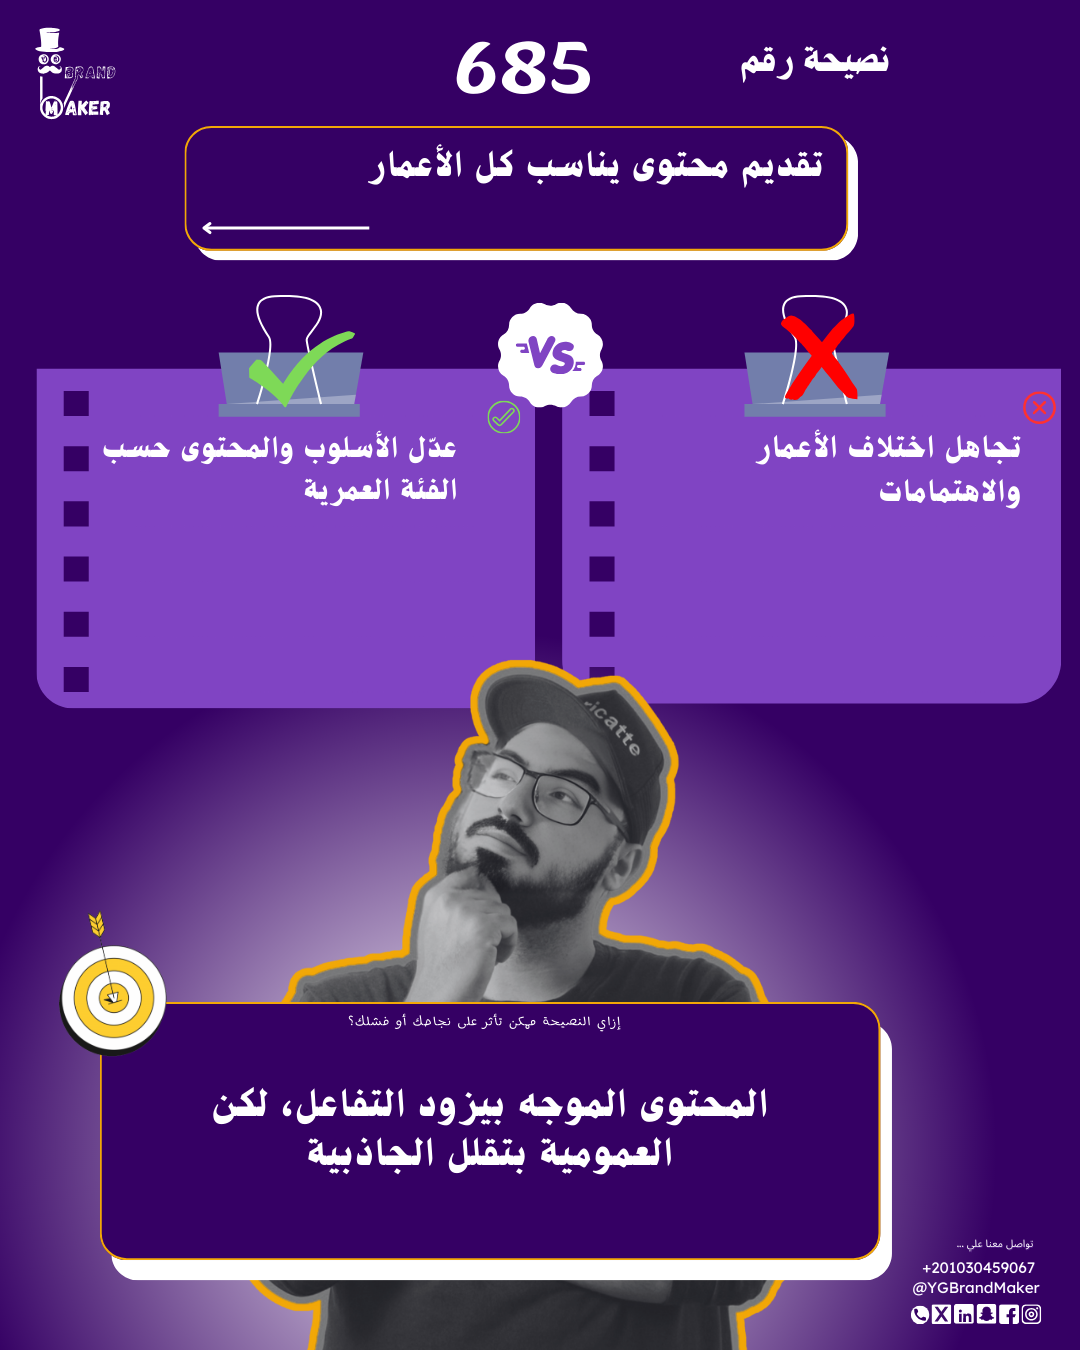 BRAND
MAKER
نصيحة رقم 685
تقديم محتوى يناسب كل الأعمار
VS
تجاهل اختلاف الأعمار
والاهتمامات
عدّل الأسلوب والمحتوى حسب
الفئة العمرية
icatte
إزاي النصيحة ممكن تأثر على نجاحك أو فشلك؟
المحتوى الموجه بيزود التفاعل، لكن
العمومية بتقلل الجاذبية
تواصل معنا علي ...
+201030459067
@YGBrandMaker